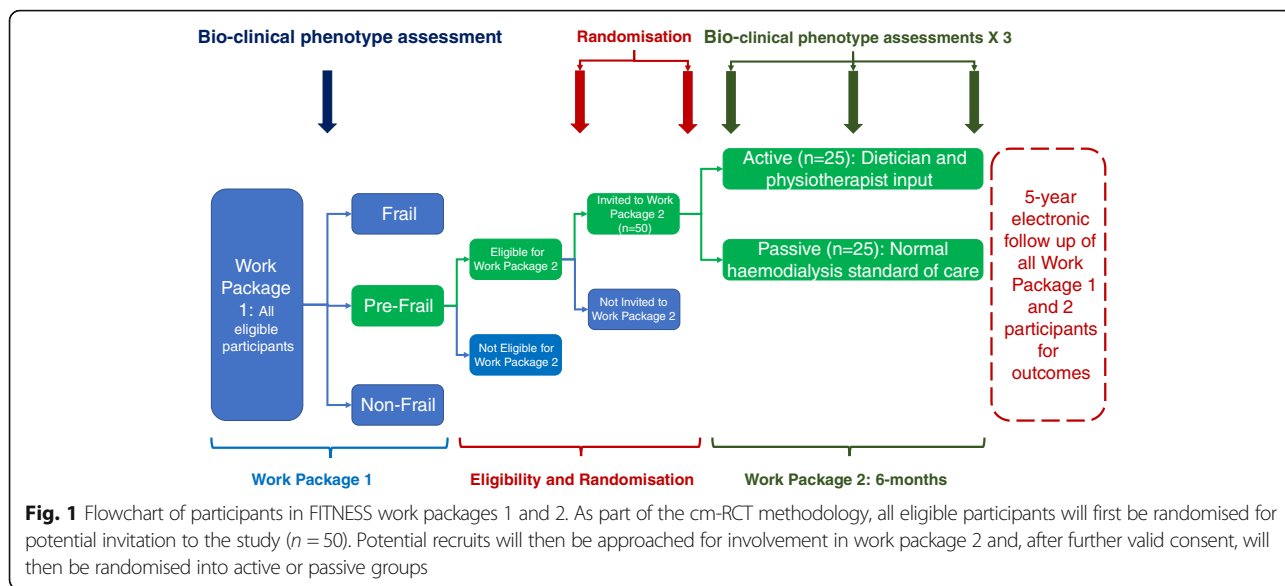 Bio-clinical phenotype assessment
Randomisation
Bio-clinical phenotype assessments X 3
Work
Package
1: All
eligible
participants
Frail
Pre-Frail
Non-Frail
Eligible for
Work Package 2
Not Eligible for
Work Package 2
Invited to Work
Package 2
(n=50)
Not Invited to
Work Package 2
Active (n=25): Dietician and
physiotherapist input
Passive (n=25): Normal
haemodialysis standard of care
5-year
electronic
follow up of
all Work
Package 1
and 2
participants
for
outcomes
Work Package 1
Eligibility and Randomisation
Work Package 2: 6-months
Fig. 1 Flowchart of participants in FITNESS work packages 1 and 2. As part of the cm-RCT methodology, all eligible participants will first be randomised for
potential invitation to the study (n = 50). Potential recruits will then be approached for involvement in work package 2 and, after further valid consent, will
then be randomised into active or passive groups